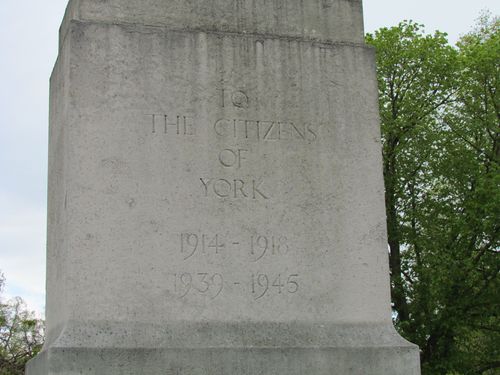 TO
THE CITIZENS
OF
YORK
1914 - 1918
1939 - 1945